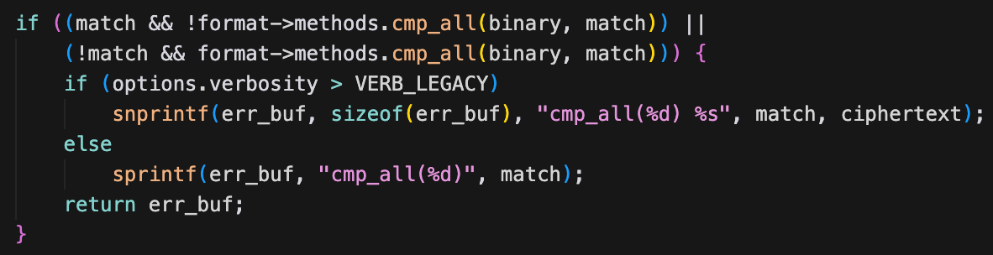 if ((match && !format->methods.cmp_all(binary, match)) ||
    (!match && format->methods.cmp_all(binary, match))) {
    if (options.verbosity > VERB_LEGACY)
        snprintf(err_buf, sizeof(err_buf), "cmp_all(%d) %s", match, ciphertext);
    else
        sprintf(err_buf, "cmp_all(%d)", match);
    return err_buf;
}